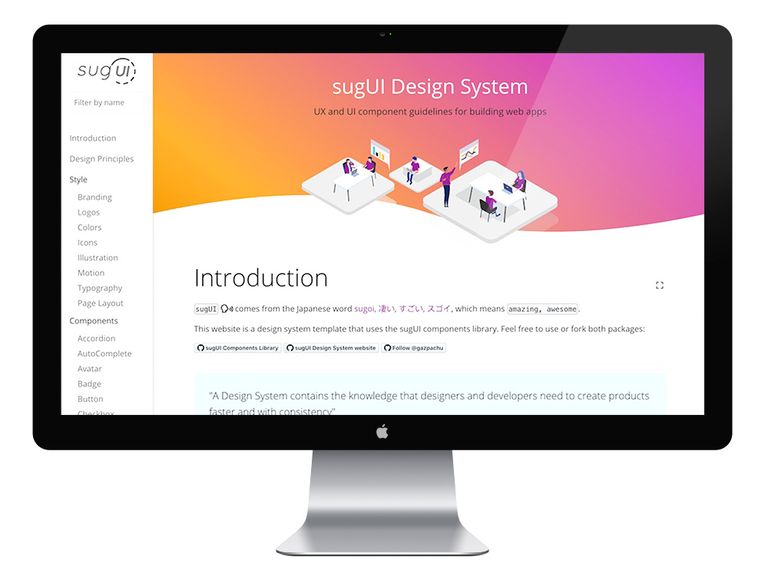 sugUI
Filter by name
Introduction
Design Principles
Style
Branding
Logos
Colors
Icons
Illustration
Motion
Typography
Page Layout
Components
Accordion
AutoComplete
Avatar
Badge
Button
Checkbox
sugUI Design System
UX and UI component guidelines for building web apps
Introduction
sugUI comes from the Japanese word sugoi, 凄い, すごい, スゴイ, which means amazing, awesome.
This website is a design system template that uses the sugUI components library. Feel free to use or fork both packages:
sugUI Components Library sugUI Design System website Follow @gazpachu
"A Design System contains the knowledge that designers and developers need to create products
faster and with consistency"